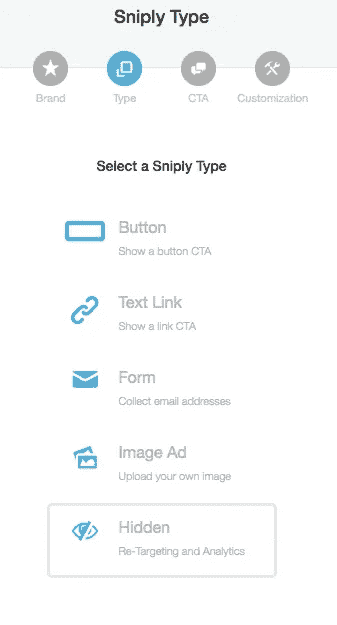 Sniply Type
Brand Type CTA Customization
Select a Sniply Type
Button
Show a button CTA
Text Link
Show a link CTA
Form
Collect email addresses
Image Ad
Upload your own image
Hidden
Re-Targeting and Analytics